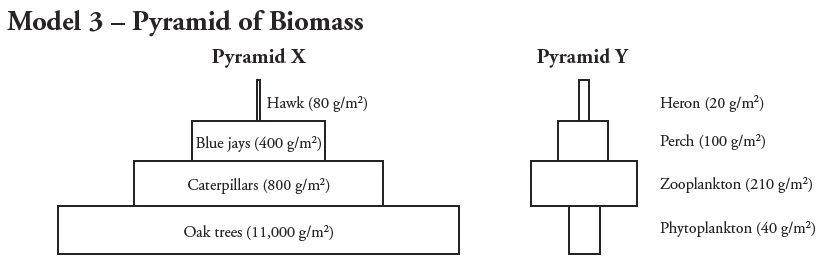 Model 3 – Pyramid of Biomass
Pyramid X
Hawk (80 g/m²)
Blue jays (400 g/m²)
Caterpillars (800 g/m²)
Oak trees (11,000 g/m²)
Pyramid Y
Heron (20 g/m²)
Perch (100 g/m²)
Zooplankton (210 g/m²)
Phytoplankton (40 g/m²)